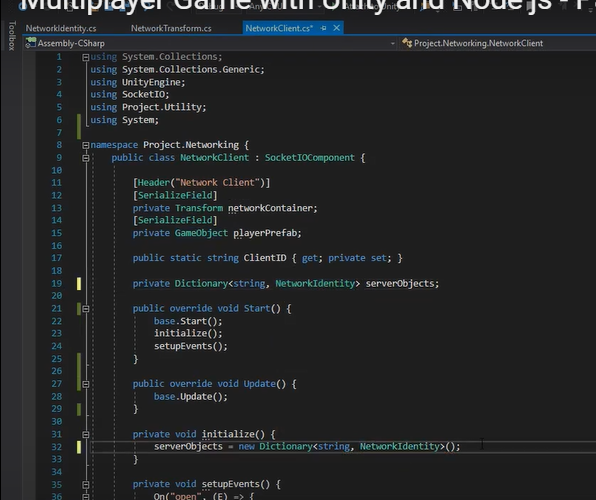 Multiplayer Game with Unity and Node js - Pa
NetworkIdentity.cs NetworkTransform.cs NetworkClient.cs*
Toolbox
Assembly-CSharp Project.Networking.NetworkClient
1 using System.Collections;
2 using System.Collections.Generic;
3 using UnityEngine;
4 using SocketIO;
5 using Project.Utility;
6 using System;
7
8 namespace Project.Networking {
9 public class NetworkClient : SocketIOComponent {
10
11 [Header("Network Client")]
12 [SerializeField]
13 private Transform networkContainer;
14 [SerializeField]
15 private GameObject playerPrefab;
16
17 public static string ClientID { get; private set; }
18
19 private Dictionary<string, NetworkIdentity> serverObjects;
20
21 public override void Start() {
22 base.Start();
23 initialize();
24 setupEvents();
25 }
26
27 public override void Update() {
28 base.Update();
29 }
30
31 private void initialize() {
32 serverObjects = new Dictionary<string, NetworkIdentity>();
33 }
34
35 private void setupEvents() {
36 On("open", (E) => {